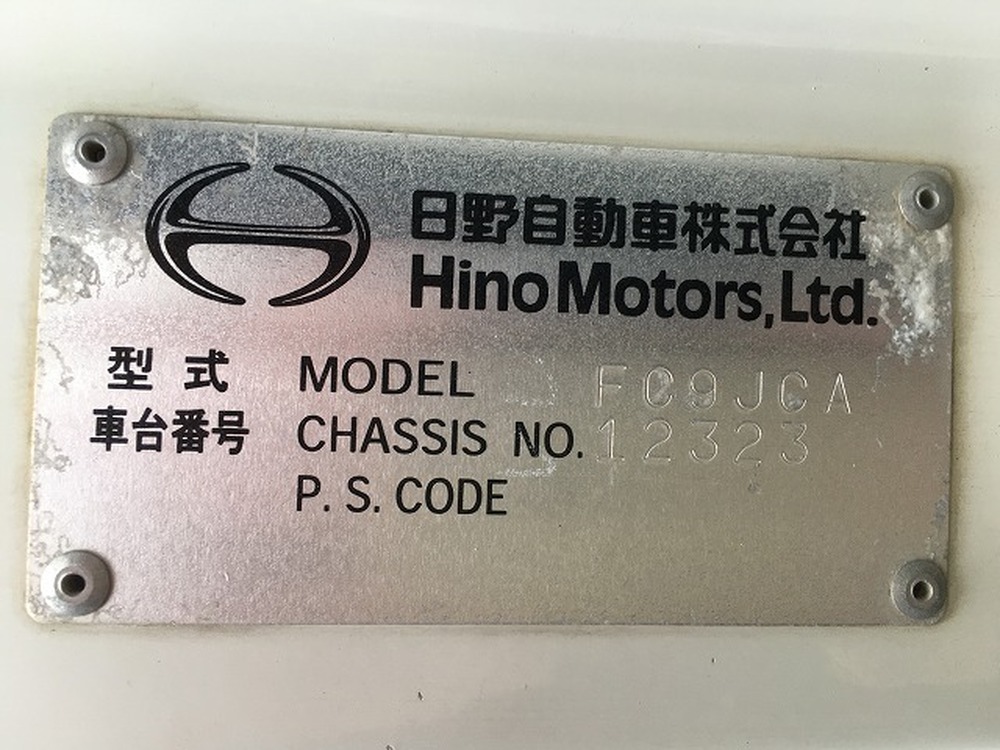 日野自動車株式会社
Hino Motors, Ltd.
型式 MODEL FC9JCA
車台番号 CHASSIS NO. 12323
P. S. CODE